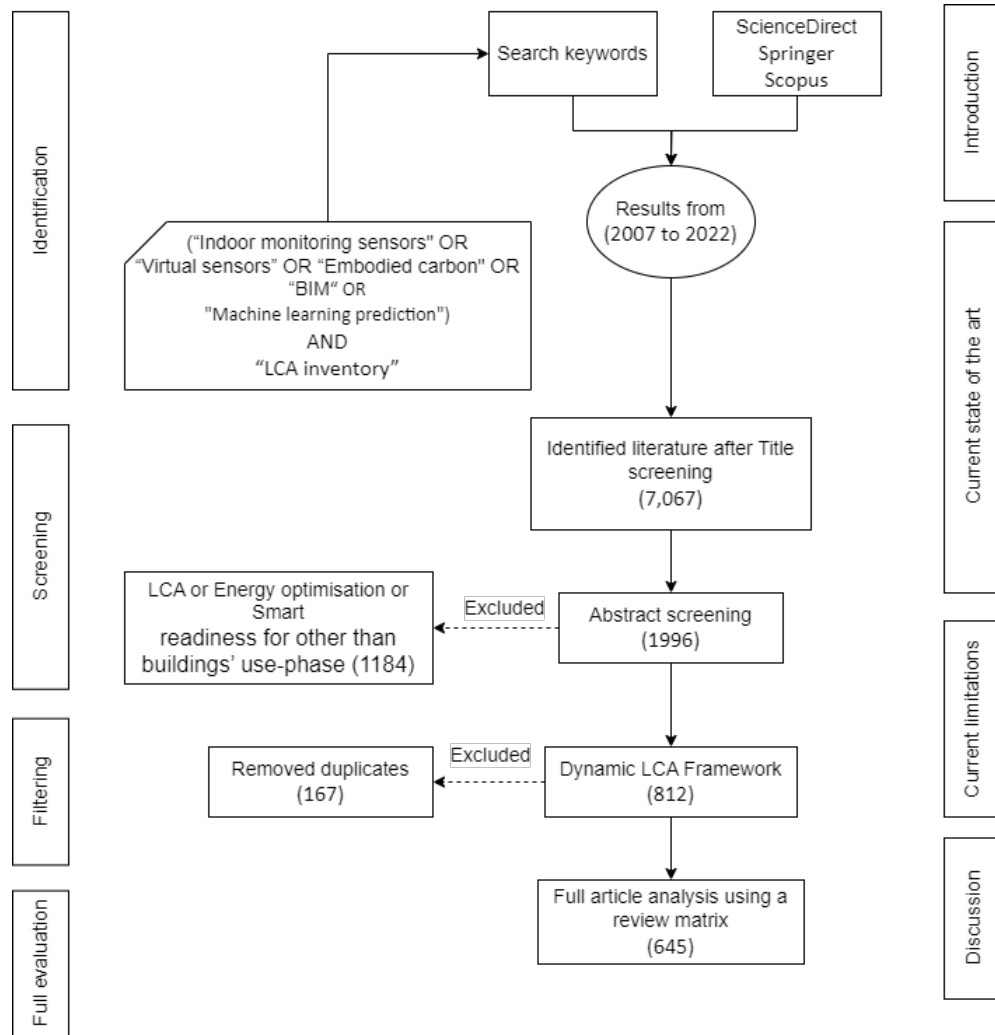 Identification
Screening
Filtering
Full evaluation
Search keywords
ScienceDirect
Springer
Scopus
Results from
(2007 to 2022)
("Indoor monitoring sensors" OR
"Virtual sensors" OR "Embodied carbon" OR
"BIM" OR
"Machine learning prediction")
AND
"LCA inventory"
Identified literature after Title
screening
(7,067)
LCA or Energy optimisation or
Smart
readiness for other than
buildings' use-phase (1184)
Excluded
Abstract screening
(1996)
Removed duplicates
(167)
Excluded
Dynamic LCA Framework
(812)
Full article analysis using a
review matrix
(645)
Introduction
Current state of the art
Current limitations
Discussion